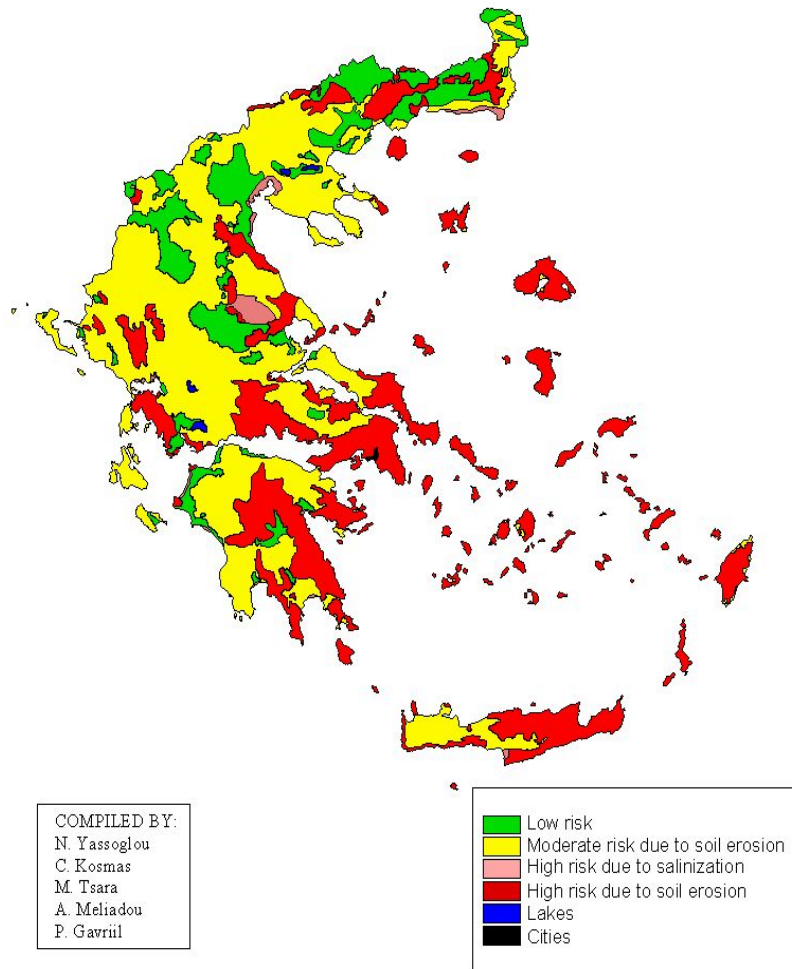 COMPILED BY:
N. Yassoglou
C. Kosmas
M. Tsara
A. Meliadou
P. Gavriil
Low risk
Moderate risk due to soil erosion
High risk due to salinization
High risk due to soil erosion
Lakes
Cities